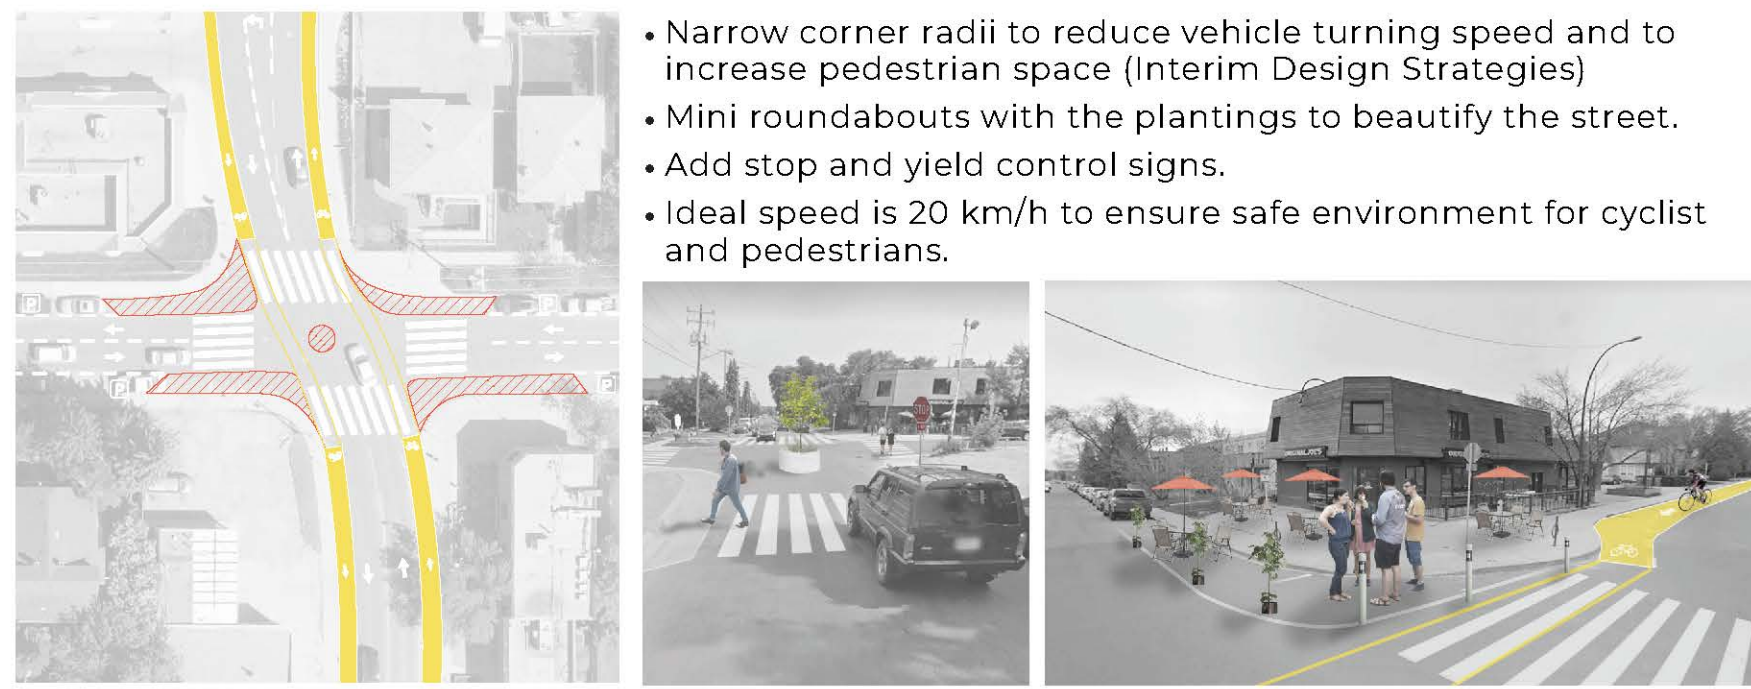 • Narrow corner radii to reduce vehicle turning speed and to
increase pedestrian space (Interim Design Strategies)
• Mini roundabouts with the plantings to beautify the street.
• Add stop and yield control signs.
• Ideal speed is 20 km/h to ensure safe environment for cyclist
and pedestrians.
P
P
P
P
STOP